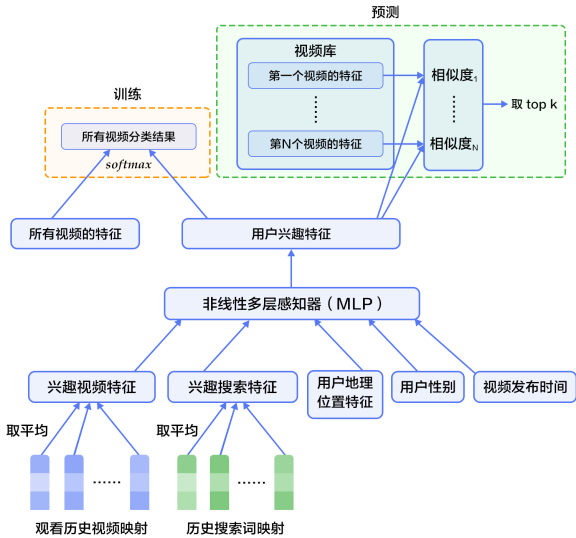 预测
视频库
第一个视频的特征
相似度1
......
......
取 top k
第N个视频的特征
相似度N
训练
所有视频分类结果
softmax
所有视频的特征
用户兴趣特征
非线性多层感知器（MLP）
兴趣视频特征
兴趣搜索特征
用户地理
位置特征
用户性别
视频发布时间
取平均
取平均
......
......
观看历史视频映射
历史搜索词映射